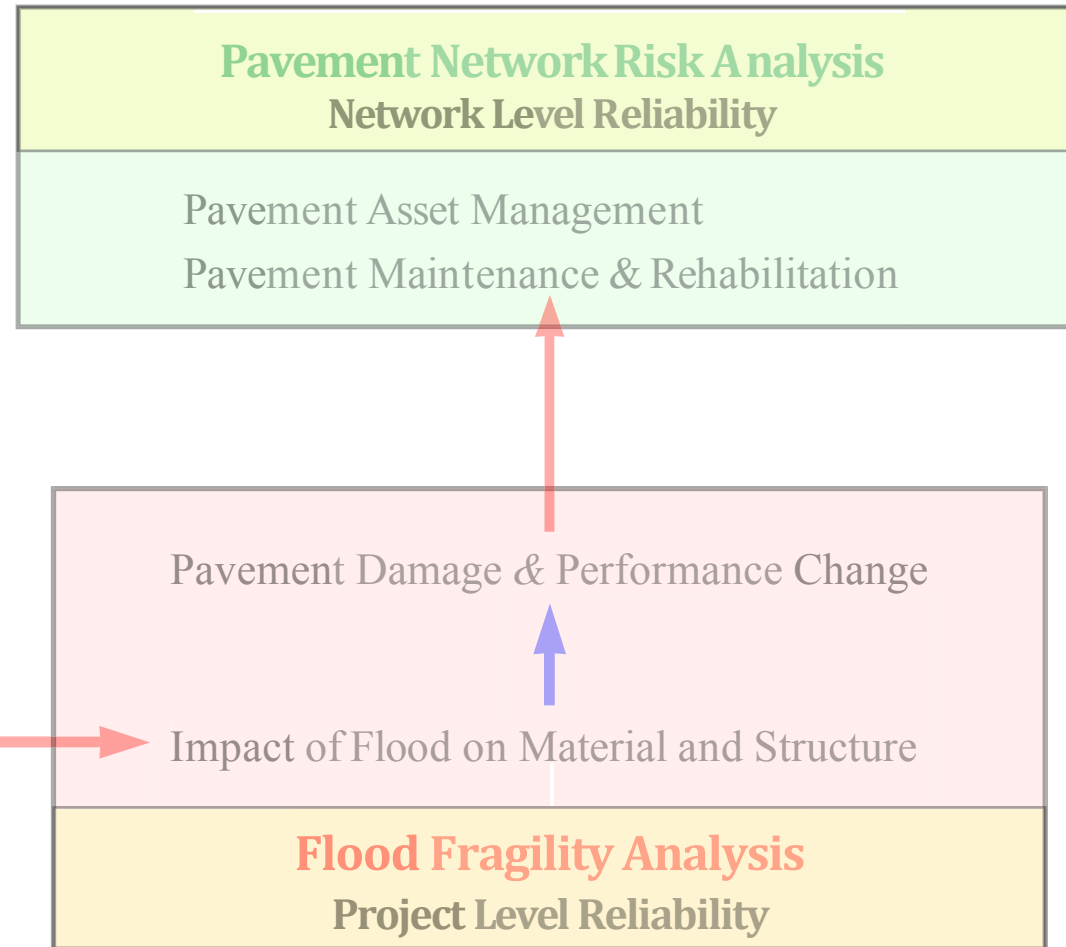 Pavement Network Risk Analysis
Network Level Reliability
Pavement Asset Management
Pavement Maintenance & Rehabilitation
Pavement Damage & Performance Change
Impact of Flood on Material and Structure
Flood Fragility Analysis
Project Level Reliability